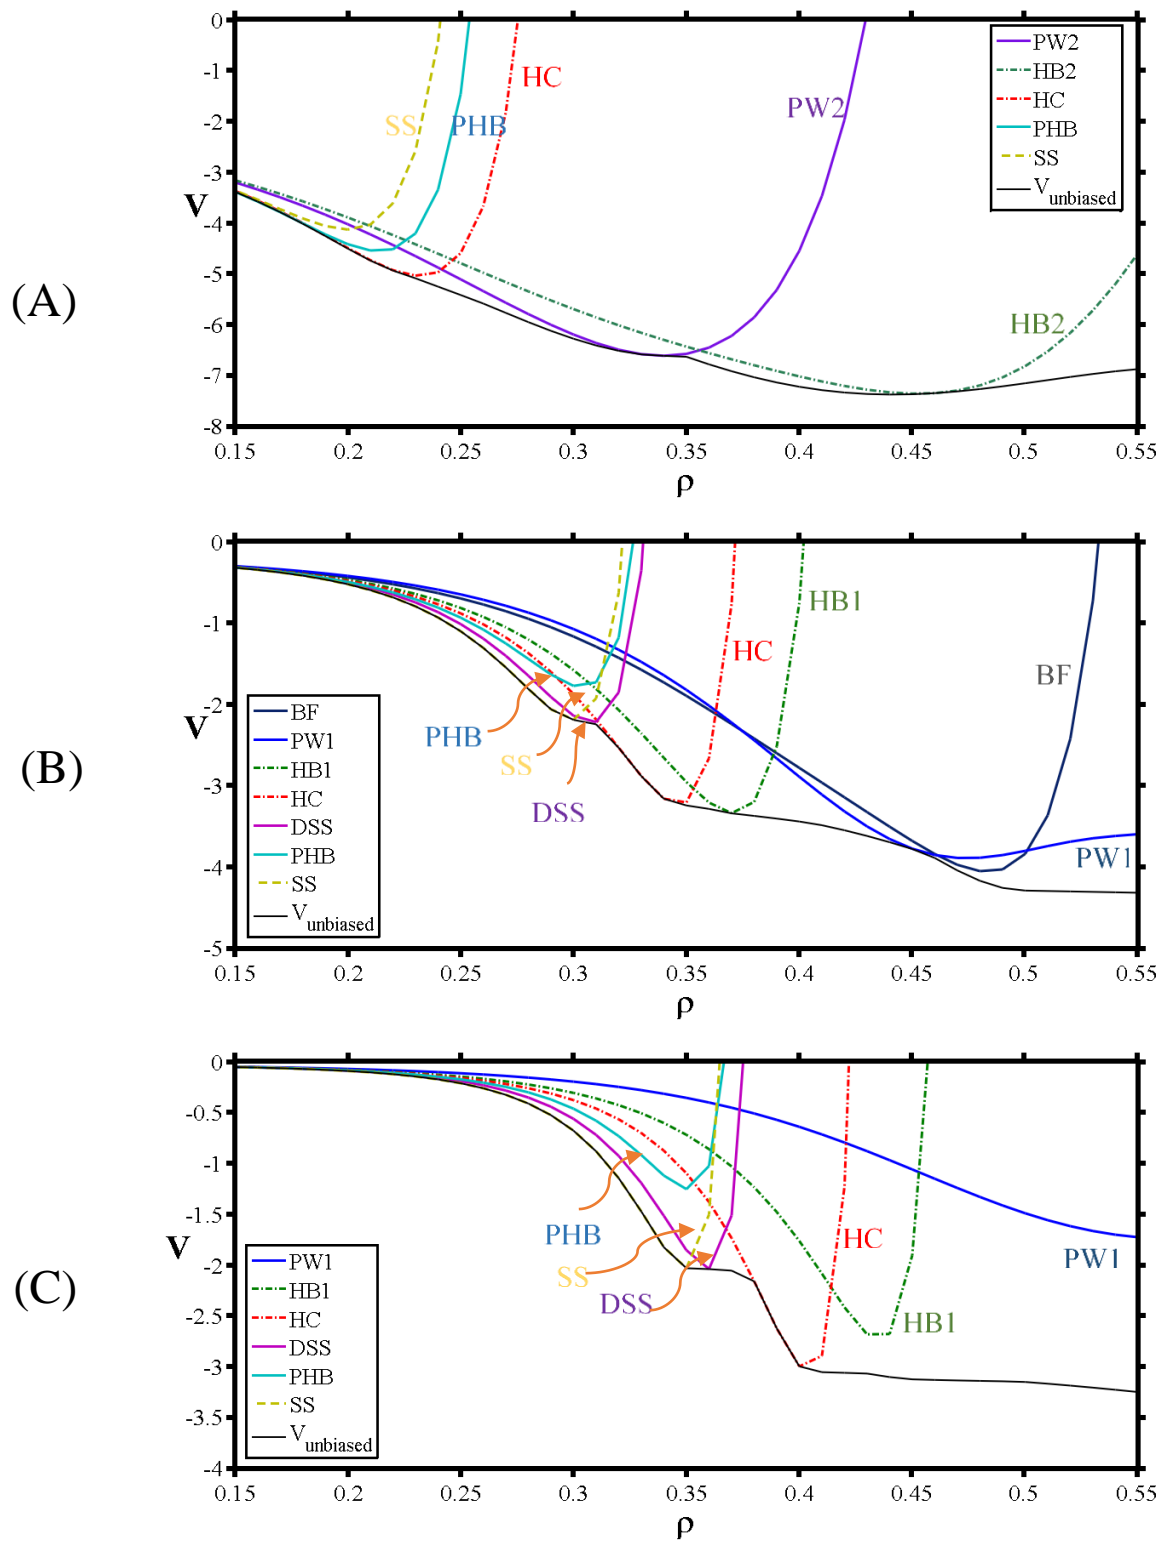 (A)
V
0
-1
-2
-3
-4
-5
-6
-7
-8
SS
PHB
HC
PW2
HB2
PW2
HB2
HC
PHB
SS
Vunbiased
0.15 0.2 0.25 0.3 0.35 0.4 0.45 0.5 0.55
ρ
(B)
V
0
-1
-2
-3
-4
-5
PHB
SS
DSS
HC
HB1
BF
PW1
BF
PW1
HB1
HC
DSS
PHB
SS
Vunbiased
0.15 0.2 0.25 0.3 0.35 0.4 0.45 0.5 0.55
ρ
(C)
V
0
-0.5
-1
-1.5
-2
-2.5
-3
-3.5
-4
PHB
SS
DSS
HC
HB1
PW1
PW1
HB1
HC
DSS
PHB
SS
Vunbiased
0.15 0.2 0.25 0.3 0.35 0.4 0.45 0.5 0.55
ρ